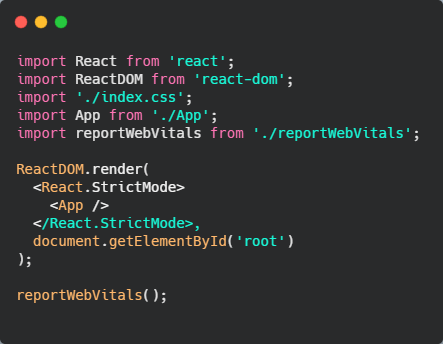 import React from 'react';
import ReactDOM from 'react-dom';
import './index.css';
import App from './App';
import reportWebVitals from './reportWebVitals';

ReactDOM.render(
  <React.StrictMode>
    <App />
  </React.StrictMode>,
  document.getElementById('root')
);

reportWebVitals();